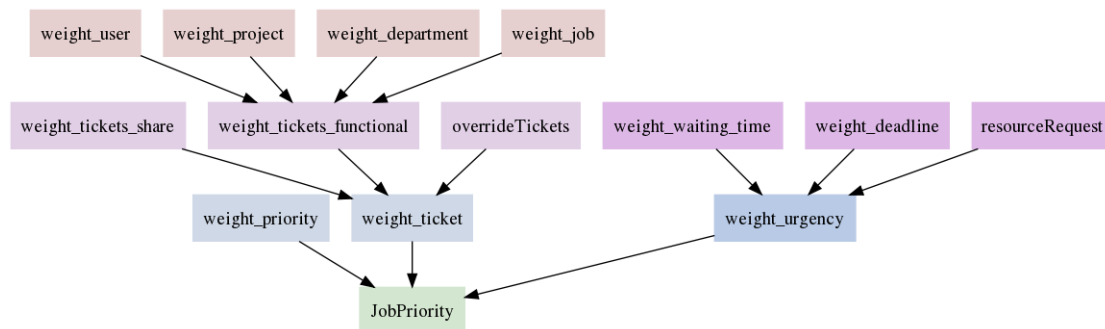 weight_user
weight_project
weight_department
weight_job
weight_tickets_share
weight_tickets_functional
overrideTickets
weight_waiting_time
weight_deadline
resourceRequest
weight_priority
weight_ticket
weight_urgency
JobPriority